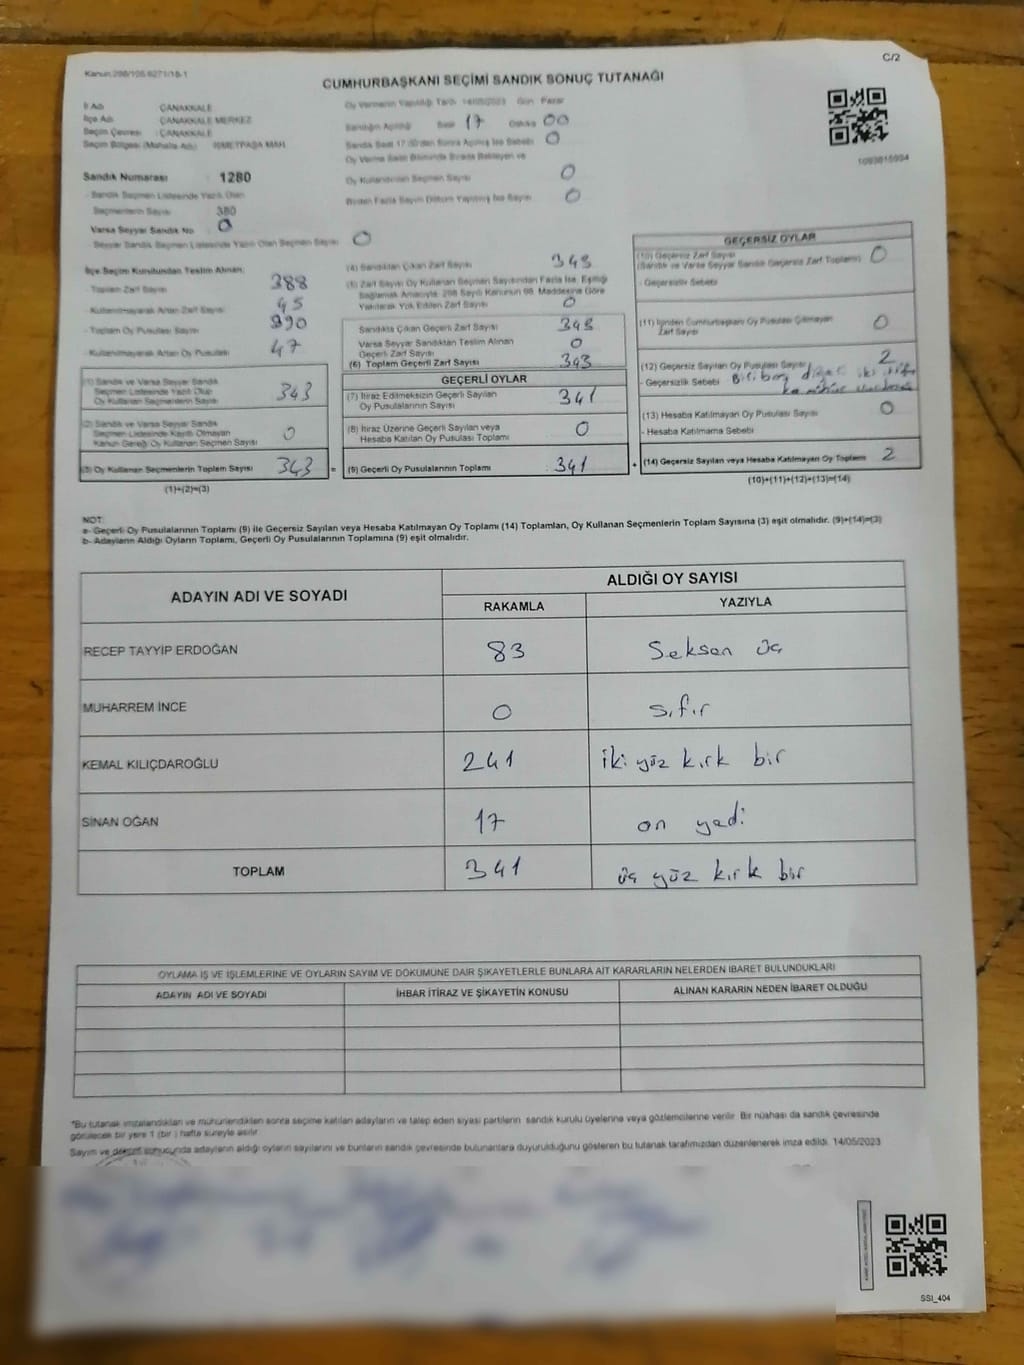 Kanun:298/105.6271/18-1
C/2
CUMHURBAŞKANI SEÇİMİ SANDIK SONUÇ TUTANAĞI
İl Adı ÇANAKKALE
İlçe Adı ÇANAKKALE MERKEZ
Seçim Çevresi : ÇANAKKALE
Seçim Bölgesi (Mahalle Adı) İSMETPAŞA MAH.
Oy Vermenin Yapıldığı Tarih 14/05/2023 Gün Pazar
Sandığın Açıldığı Saat 17 Dakika 00
Sandık Saat 17:00'den Sonra Açılmış İse Sebebi 0
Oy Verme Saati Bitiminde Sırada Bekleyen ve
Oy Kullandırılan Seçmen Sayısı 0
Birden Fazla Sayım Döküm Yapılmış İse Sayısı 0
Sandık Numarası 1280
- Sandık Seçmen Listesinde Yazılı Olan
Seçmenlerin Sayısı 380
Varsa Seyyar Sandık No 0
- Seyyar Sandık Seçmen Listesinde Yazılı Olan Seçmen Sayısı 0
İlçe Seçim Kurulundan Teslim Alınan:
- Toplam Zarf Sayısı 388
- Kullanılmayarak Artan Zarf Sayısı 45
- Toplam Oy Pusulası Sayısı 390
- Kullanılmayarak Artan Oy Pusulası 47
(1) Sandık ve Varsa Seyyar Sandık
Seçmen Listesinde Yazılı Olup
Oy Kullanan Seçmenlerin Sayısı 343
(2) Sandık ve Varsa Seyyar Sandık
Seçmen Listesinde Kayıtlı Olmayan
Kanun Gereği Oy Kullanan Seçmen Sayısı 0
(3) Oy Kullanan Seçmenlerin Toplam Sayısı 343
(1)+(2)=(3)
(4) Sandıktan Çıkan Zarf Sayısı 343
(5) Zarf Sayısı Oy Kullanan Seçmen Sayısından Fazla İse, Eşitliği
Sağlamak Amacıyla, 298 Sayılı Kanunun 98. Maddesine Göre
Yakılarak Yok Edilen Zarf Sayısı 0
Sandıkta Çıkan Geçerli Zarf Sayısı 343
Varsa Seyyar Sandıktan Teslim Alınan
Geçerli Zarf Sayısı 0
(6) Toplam Geçerli Zarf Sayısı 343
GEÇERLİ OYLAR
(7) İtiraz Edilmeksizin Geçerli Sayılan
Oy Pusulalarının Sayısı 341
(8) İtiraz Üzerine Geçerli Sayılan veya
Hesaba Katılan Oy Pusulası Toplamı 0
=
(9) Geçerli Oy Pusulalarının Toplamı : 341
GEÇERSİZ OYLAR
(10) Geçersiz Zarf Sayısı
(Sandık ve Varsa Seyyar Sandık Geçersiz Zarf Toplamı) 0
- Geçersizlik Sebebi
(11) İçinden Cumhurbaşkanı Oy Pusulası Çıkmayan
Zarf Sayısı 0
(12) Geçersiz Sayılan Oy Pusulası Sayısı 2
- Geçersizlik Sebebi
(13) Hesaba Katılmayan Oy Pusulası Sayısı 0
- Hesaba Katılmama Sebebi
+
(14) Geçersiz Sayılan veya Hesaba Katılmayan Oy Toplamı 2
(10)+(11)+(12)+(13)=(14)
NOT:
a- Geçerli Oy Pusulalarının Toplamı (9) ile Geçersiz Sayılan veya Hesaba Katılmayan Oy Toplamı (14) Toplamları, Oy Kullanan Seçmenlerin Toplam Sayısına (3) eşit olmalıdır. (9)+(14)=(3)
b- Adayların Aldığı Oyların Toplamı, Geçerli Oy Pusulalarının Toplamına (9) eşit olmalıdır.
ADAYIN ADI VE SOYADI
ALDIĞI OY SAYISI
RAKAMLA YAZIYLA
RECEP TAYYİP ERDOĞAN 83 Seksen üç
MUHARREM İNCE 0 sıfır
KEMAL KILIÇDAROĞLU 241 iki yüz kırk bir
SİNAN OĞAN 17 on yedi
TOPLAM 341 üç yüz kırk bir
OYLAMA İŞ VE İŞLEMLERİNE VE OYLARIN SAYIM VE DÖKÜMÜNE DAİR ŞİKAYETLERLE BUNLARA AİT KARARLARIN NELERDEN İBARET BULUNDUKLARI
ADAYIN ADI VE SOYADI
İHBAR İTİRAZ VE ŞİKAYETİN KONUSU
ALINAN KARARIN NEDEN İBARET OLDUĞU
*Bu tutanak imzalandıktan ve mühürlendikten sonra seçime katılan adayların ve talep eden siyasi partilerin sandık kurulu üyelerine veya gözlemcilerine verilir. Bir nüshası da sandık çevresinde
görülecek bir yere 1 (bir) hafta süreyle asılır.
Sayım ve döküm sonucunda adayların aldığı oyların sayılarını ve bunların sandık çevresinde bulunanlara duyurulduğunu gösteren bu tutanak tarafımızdan düzenlenerek imza edildi. 14/05/2023
SSİ_404